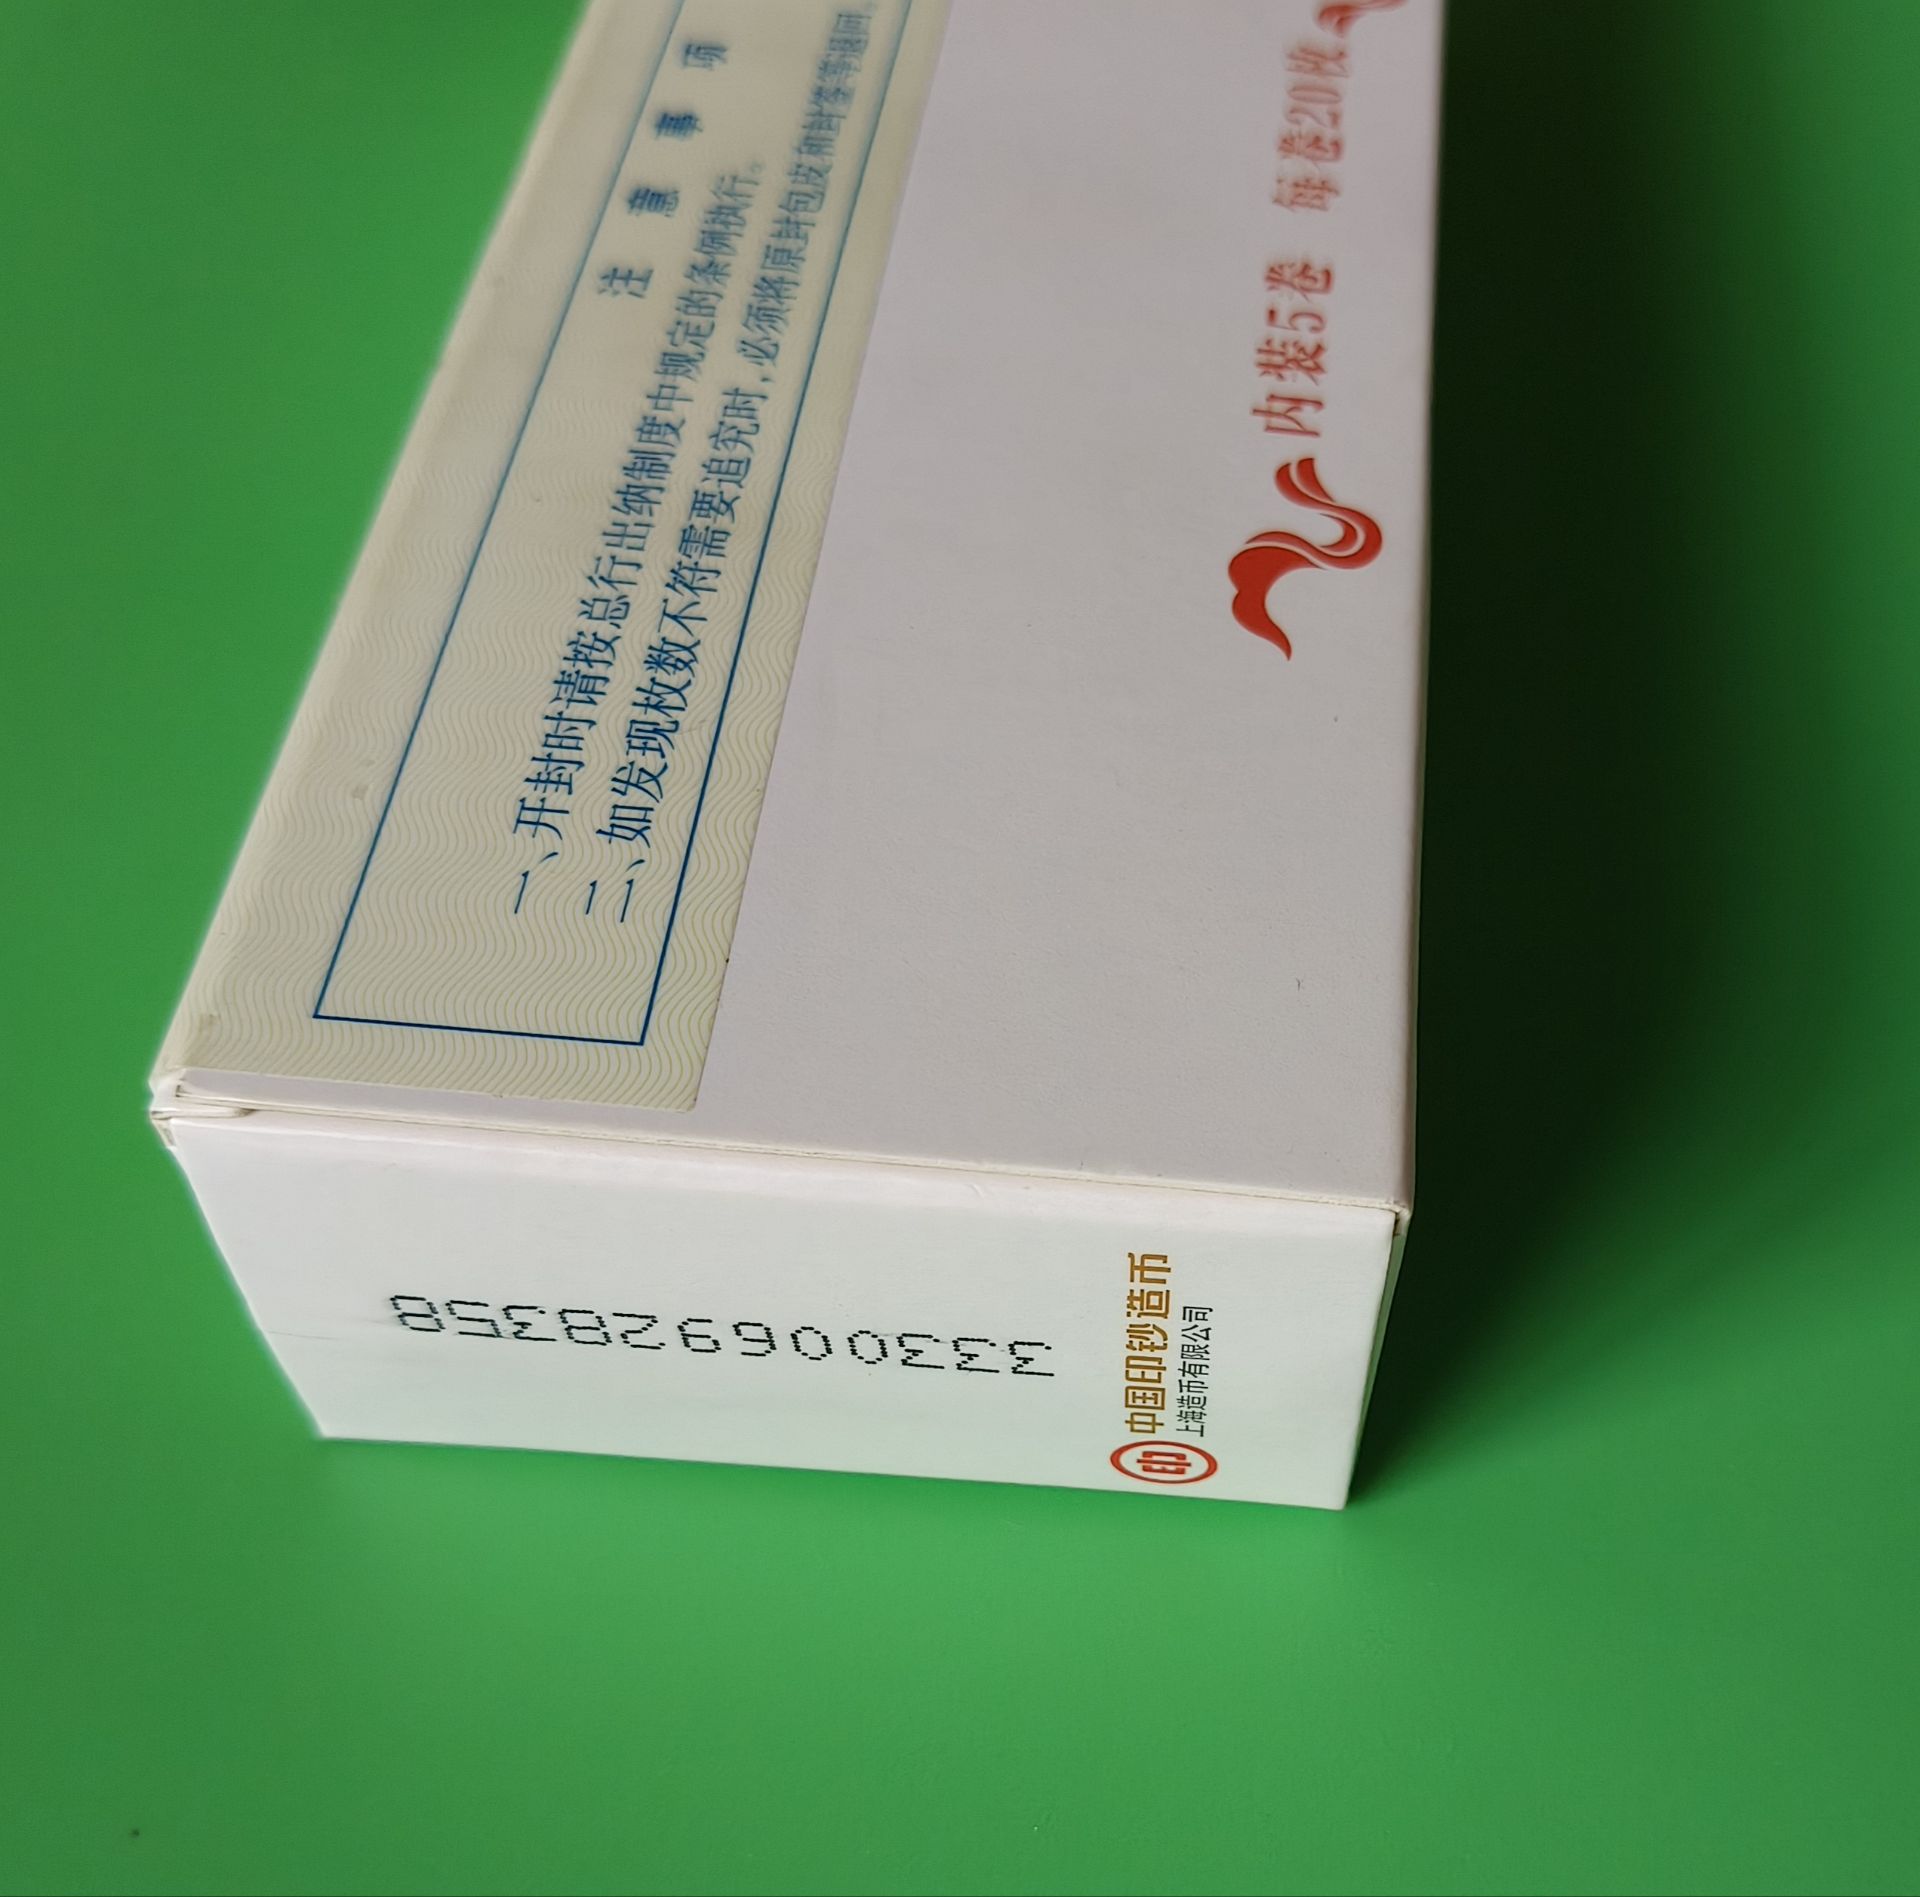 注意事项
一、开封时请按总行出纳制度中规定的条例执行。
二、如发现枚数不符需要追究时,必须将原封包皮和封签等退回。
内装5卷 每卷20枚
333006928358
中国印钞造币
上海造币有限公司